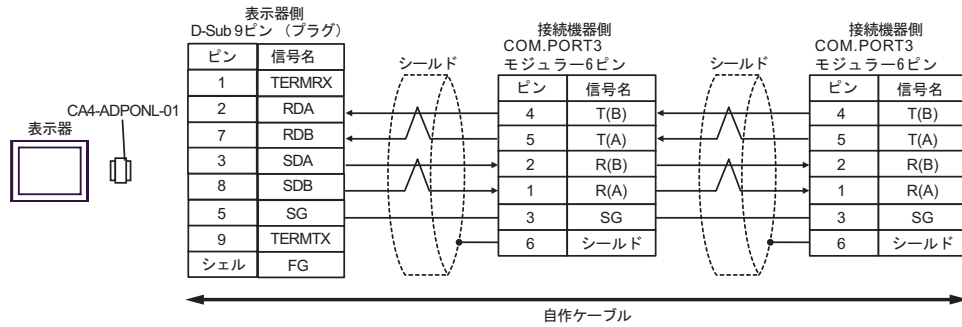 表示器側
D-Sub 9ピン （プラグ）
ピン 信号名
1 TERMRX
2 RDA
7 RDB
3 SDA
8 SDB
5 SG
9 TERMTX
シェル FG
CA4-ADPONL-01
表示器
シールド
接続機器側
COM.PORT3
モジュラー6ピン
ピン 信号名
4 T(B)
5 T(A)
2 R(B)
1 R(A)
3 SG
6 シールド
シールド
接続機器側
COM.PORT3
モジュラー6ピン
ピン 信号名
4 T(B)
5 T(A)
2 R(B)
1 R(A)
3 SG
6 シールド
自作ケーブル